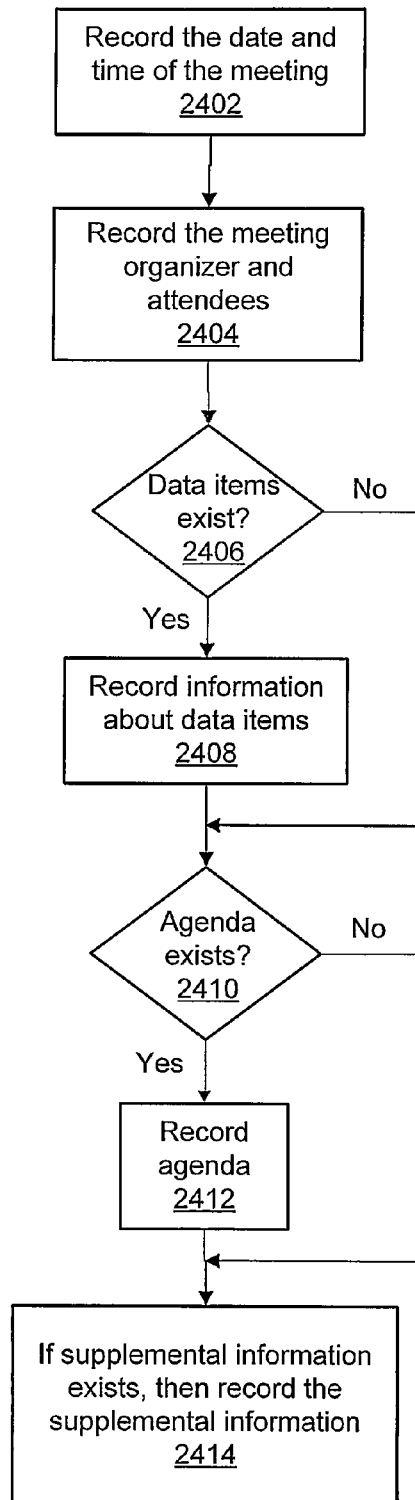 Record the date and
time of the meeting
2402
Record the meeting
organizer and
attendees
2404
Data items
exist?
2406
No
Yes
Record information
about data items
2408
Agenda
exists?
2410
No
Yes
Record
agenda
2412
If supplemental information
exists, then record the
supplemental information
2414